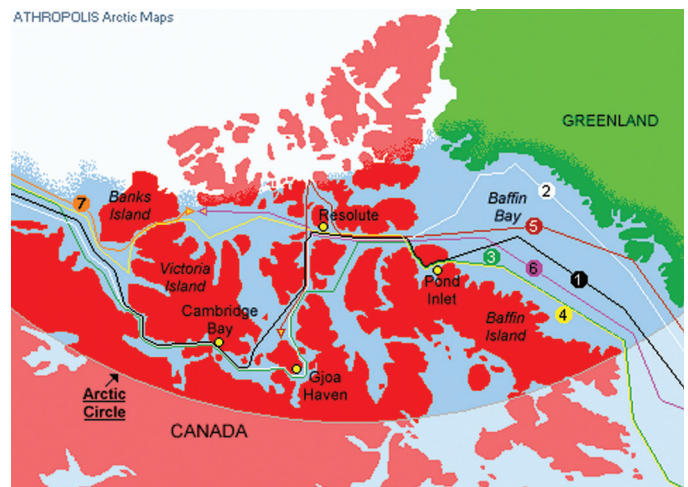 ATHROPOLIS Arctic Maps
GREENLAND
7
Banks
Island
2
Baffin
Bay
Resolute
5
3
Victoria
Island
6
1
Pond
Inlet
Cambridge
Bay
Baffin
Island
4
Gjoa
Haven
Arctic
Circle
CANADA